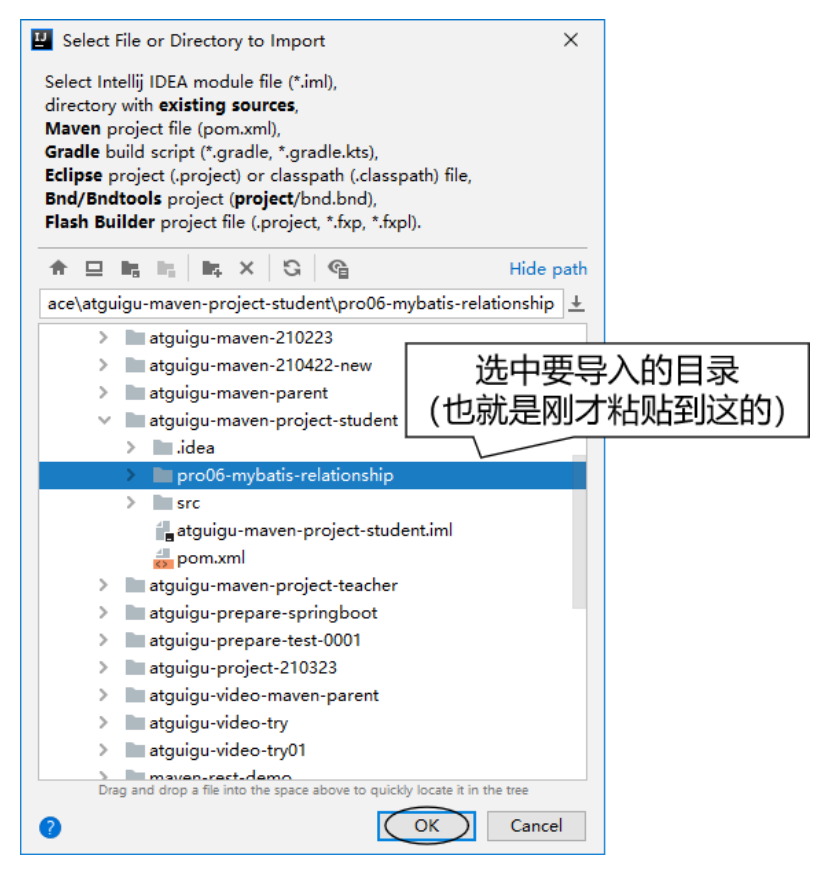 Select File or Directory to Import
Select Intellij IDEA module file (*.iml),
directory with existing sources,
Maven project file (pom.xml),
Gradle build script (*.gradle, *.gradle.kts),
Eclipse project (.project) or classpath (.classpath) file,
Bnd/Bndtools project (project/bnd.bnd),
Flash Builder project file (.project, *.fxp, *.fxpl).
Hide path
ace\atguigu-maven-project-student\pro06-mybatis-relationship
atguigu-maven-210223
atguigu-maven-210422-new
atguigu-maven-parent
atguigu-maven-project-student
选中要导入的目录
（也就是刚才粘贴到这的）
.idea
pro06-mybatis-relationship
src
atguigu-maven-project-student.iml
pom.xml
atguigu-maven-project-teacher
atguigu-prepare-springboot
atguigu-prepare-test-0001
atguigu-project-210323
atguigu-video-maven-parent
atguigu-video-try
atguigu-video-try01
maven-rest-demo
Drag and drop a file into the space above to quickly locate it in the tree
OK
Cancel